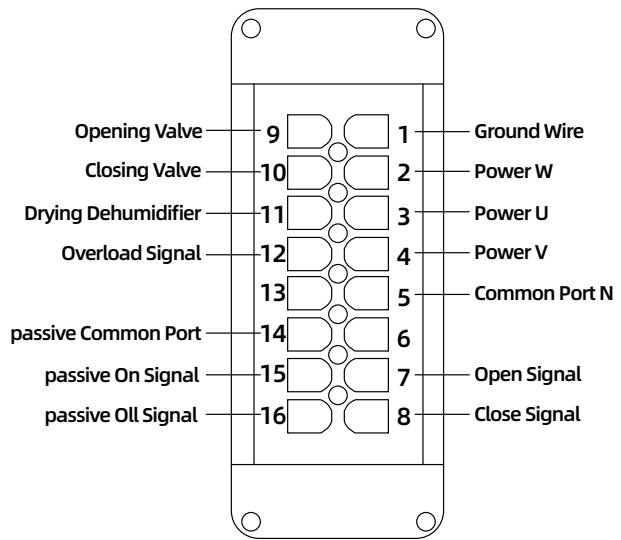 Opening Valve 9 1 Ground Wire
Closing Valve 10 2 Power W
Drying Dehumidifier 11 3 Power U
Overload Signal 12 4 Power V
13 5 Common Port N
passive Common Port 14 6
passive On Signal 15 7 Open Signal
passive Oll Signal 16 8 Close Signal